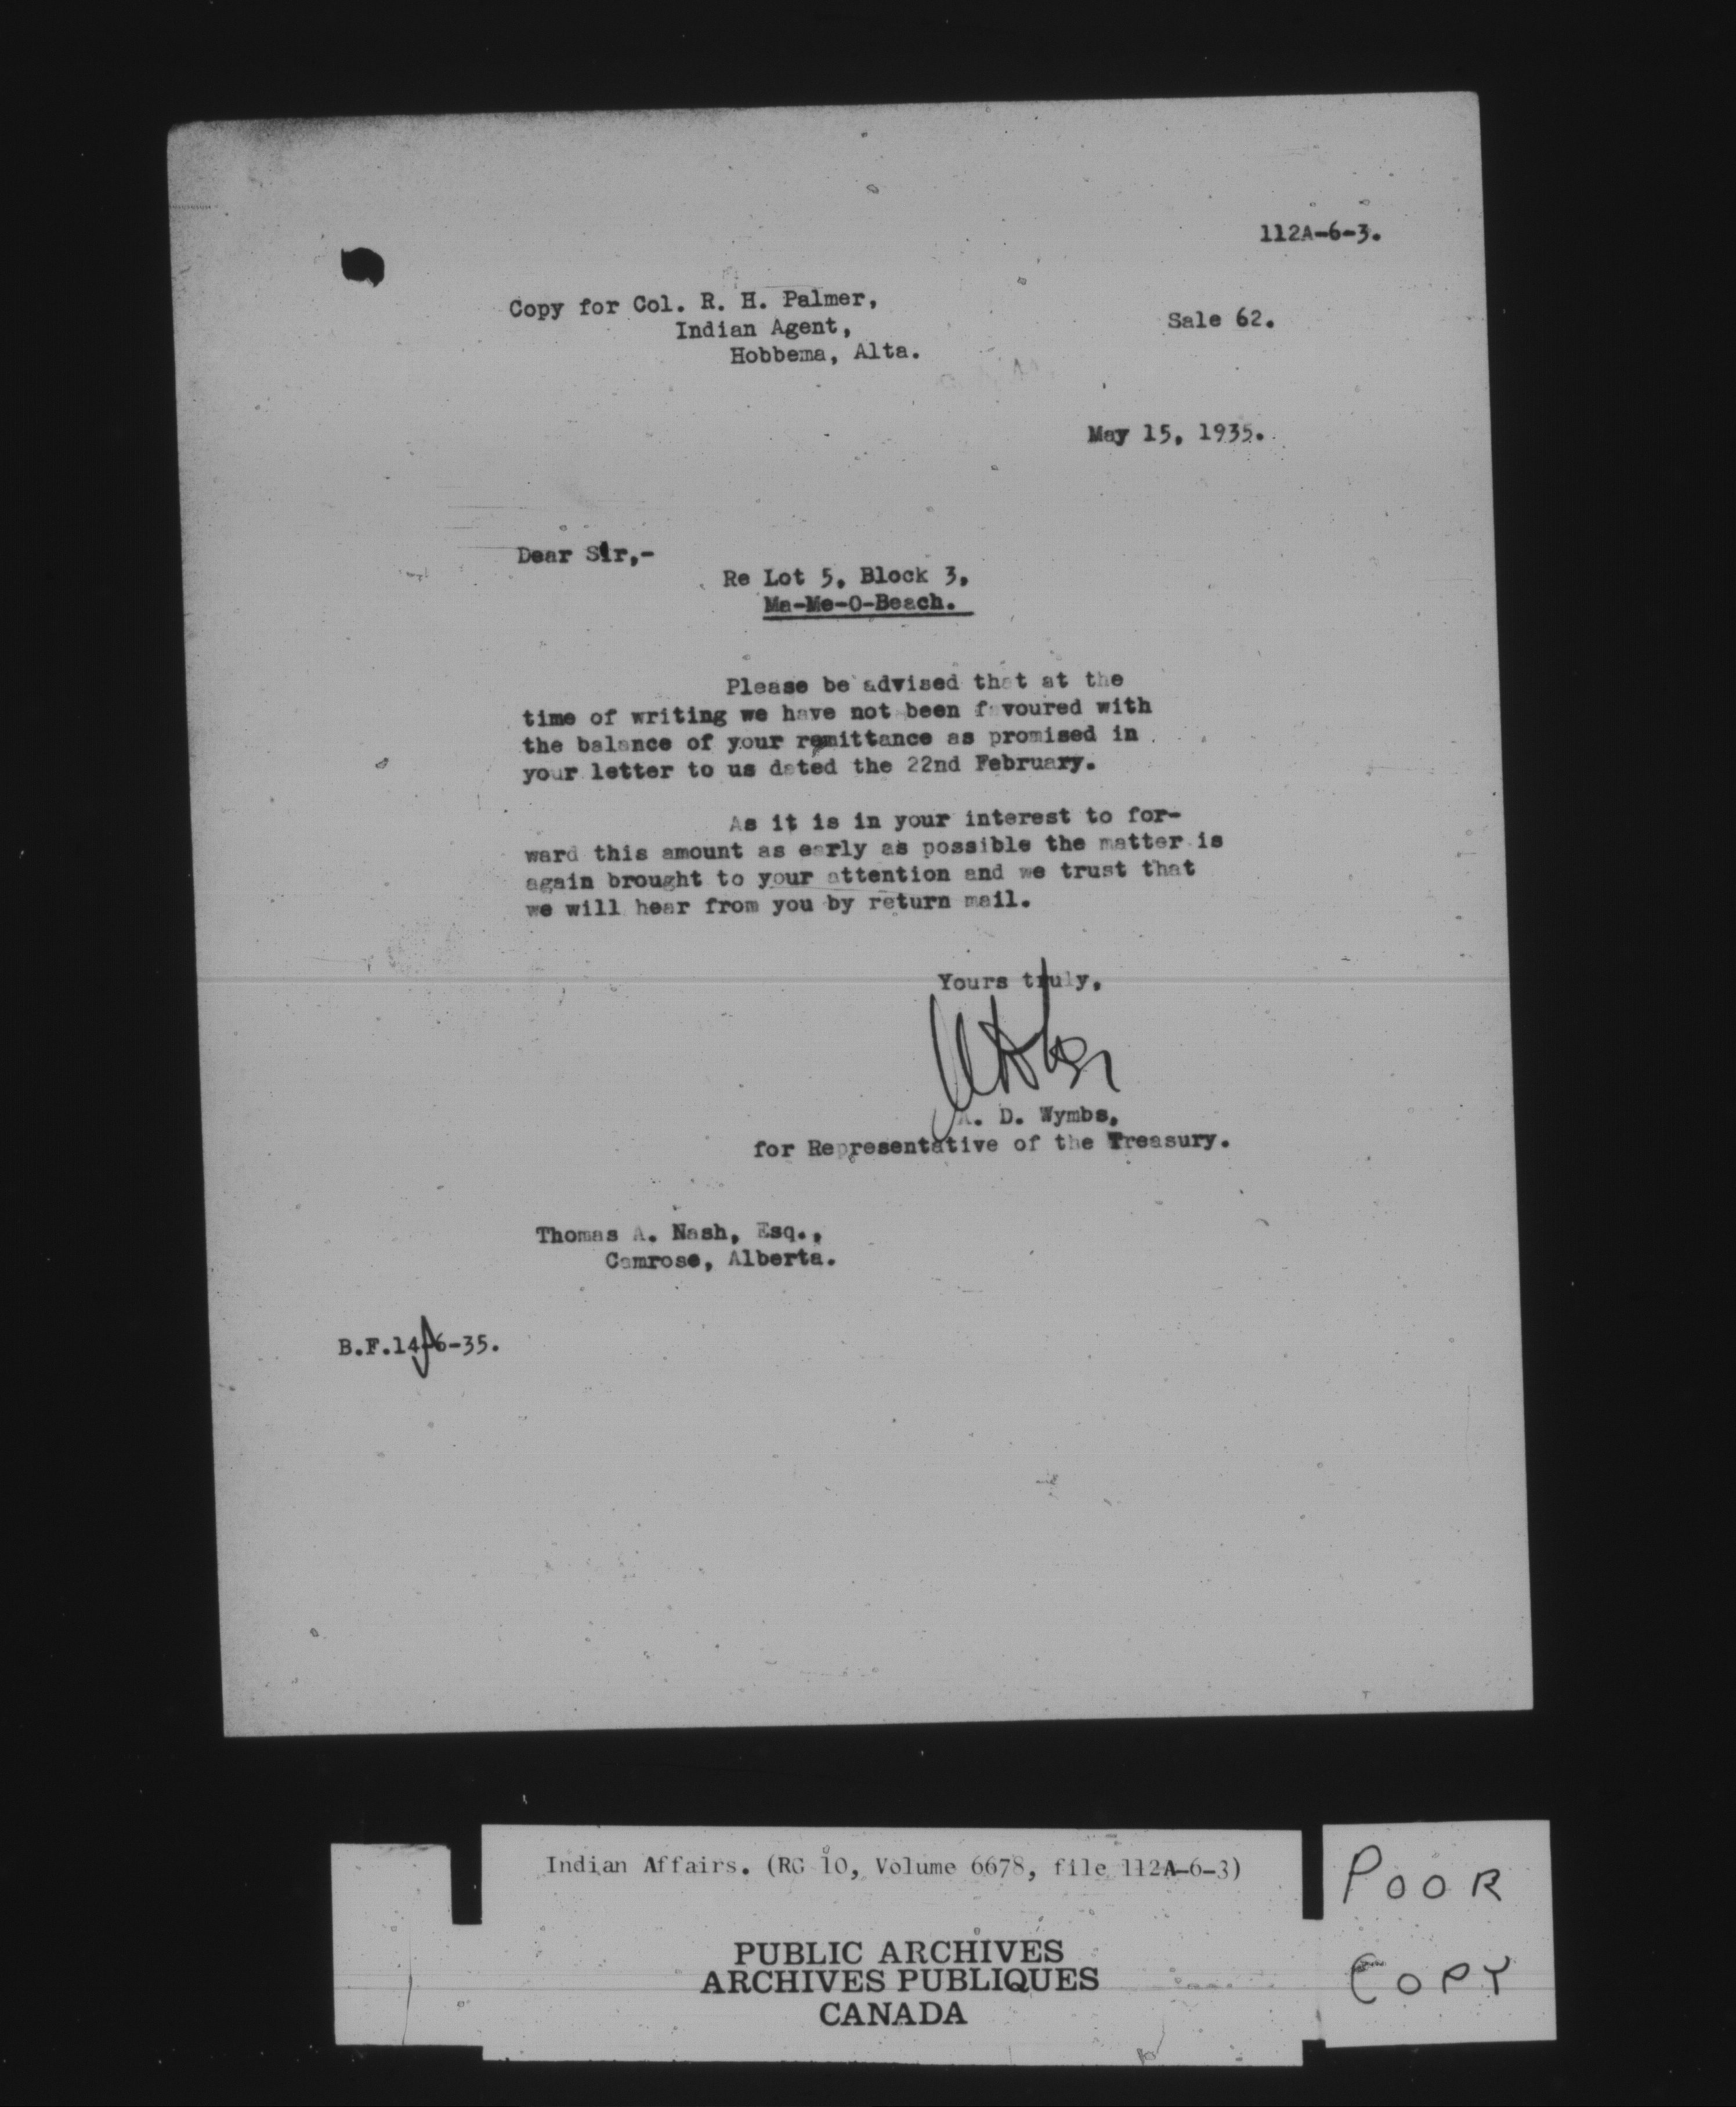 112A-6-3.
Copy for Col. R. H. Palmer,
Indian Agent,
Hobbema, Alta.
Sale 62.
May 15, 1935.
Dear Sir,-
Re Lot 5, Block 3,
Ma-Me-O-Beach.
Please be advised that at the
time of writing we have not been favoured with
the balance of your remittance as promised in
your letter to us dated the 22nd February.
As it is in your interest to for-
ward this amount as early as possible the matter is
again brought to your attention and we trust that
we will hear from you by return mail.
Yours truly,
. D. Wymbs,
for Representative of the Treasury.
Thomas A. Nash, Esq.,
Camrose, Alberta.
B.F.14-6-35.
Indian Affairs. (RG 10, Volume 6678, file 112A-6-3)
PUBLIC ARCHIVES
ARCHIVES PUBLIQUES
CANADA
POOR
COPY